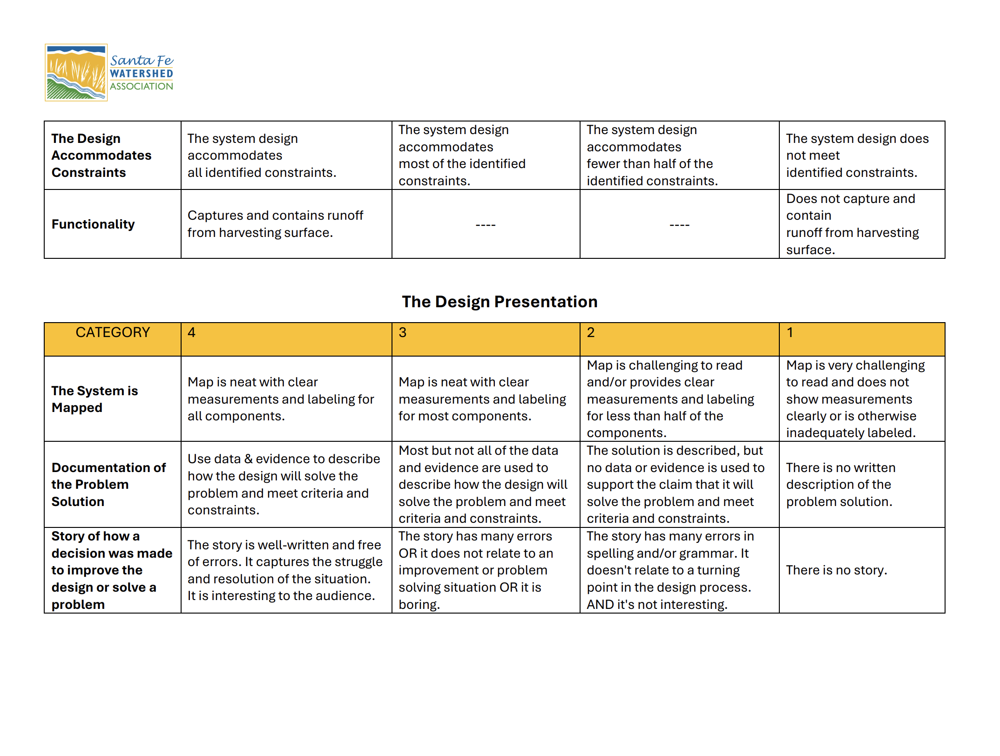 Santa Fe
WATERSHED
ASSOCIATION
The Design
Accommodates
Constraints
The system design
accommodates
all identified constraints.
The system design
accommodates
most of the identified
constraints.
The system design
accommodates
fewer than half of the
identified constraints.
The system design does
not meet
identified constraints.
Functionality
Captures and contains runoff
from harvesting surface.
----
----
Does not capture and
contain
runoff from harvesting
surface.
The Design Presentation
CATEGORY
4
3
2
1
The System is
Mapped
Map is neat with clear
measurements and labeling for
all components.
Map is neat with clear
measurements and labeling
for most components.
Map is challenging to read
and/or provides clear
measurements and labeling
for less than half of the
components.
Map is very challenging
to read and does not
show measurements
clearly or is otherwise
inadequately labeled.
Documentation of
the Problem
Solution
Use data & evidence to describe
how the design will solve the
problem and meet criteria and
constraints.
Most but not all of the data
and evidence are used to
describe how the design will
solve the problem and meet
criteria and constraints.
The solution is described, but
no data or evidence is used to
support the claim that it will
solve the problem and meet
criteria and constraints.
There is no written
description of the
problem solution.
Story of how a
decision was made
to improve the
design or solve a
problem
The story is well-written and free
of errors. It captures the struggle
and resolution of the situation.
It is interesting to the audience.
The story has many errors
OR it does not relate to an
improvement or problem
solving situation OR it is
boring.
The story has many errors in
spelling and/or grammar. It
doesn't relate to a turning
point in the design process.
AND it's not interesting.
There is no story.